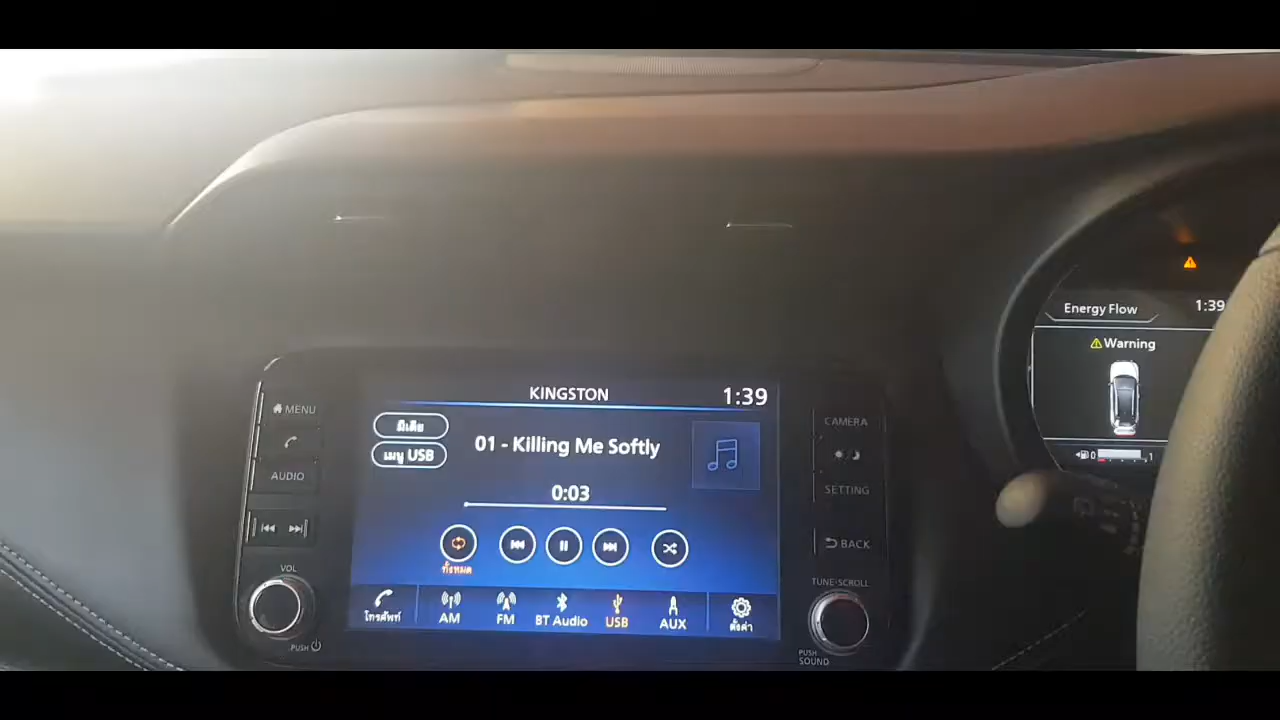 KINGSTON
1:39
มีเดีย
เมนู USB
01 - Killing Me Softly
0:03
ทั้งหมด
โทรศัพท์
AM
FM
BT Audio
USB
AUX
ตั้งค่า
MENU
AUDIO
VOL
PUSH
CAMERA
SETTING
BACK
TUNE·SCROLL
PUSH
SOUND
Energy Flow
1:39
Warning
0
1